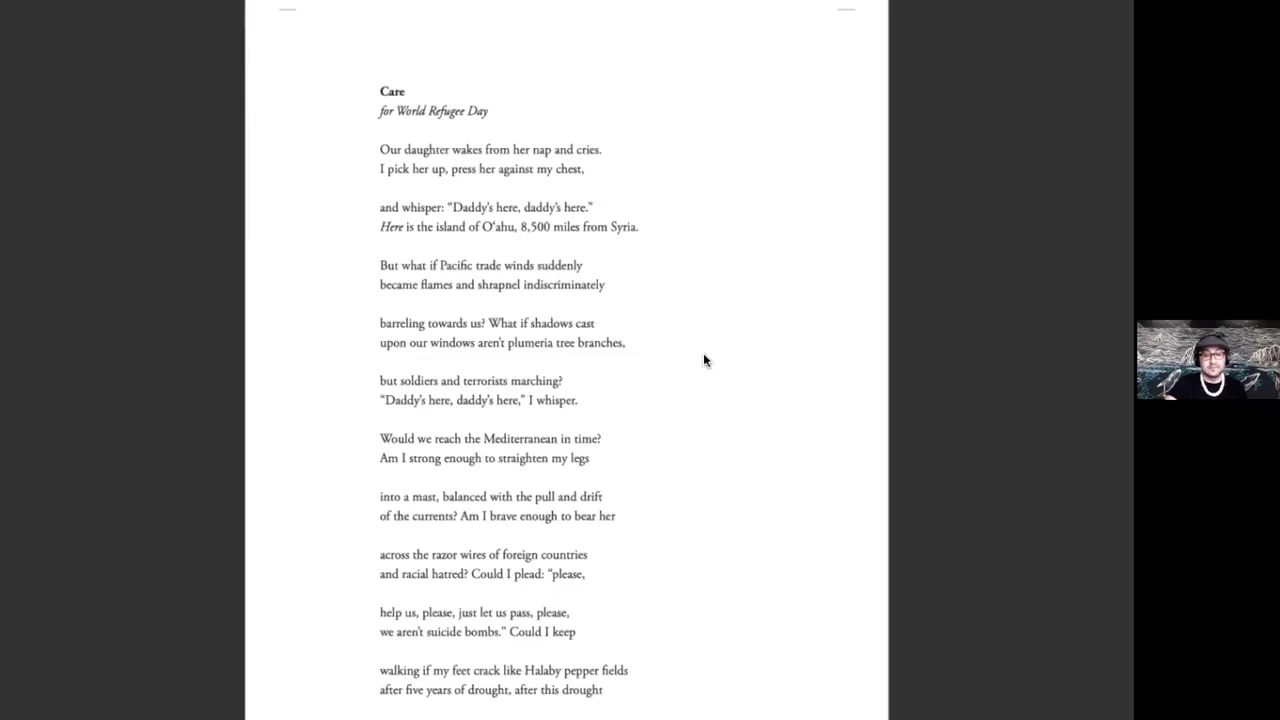 Care
for World Refugee Day
Our daughter wakes from her nap and cries.
I pick her up, press her against my chest,
and whisper: “Daddy’s here, daddy’s here.”
Here is the island of Oʻahu, 8,500 miles from Syria.
But what if Pacific trade winds suddenly
became flames and shrapnel indiscriminately
barreling towards us? What if shadows cast
upon our windows aren’t plumeria tree branches,
but soldiers and terrorists marching?
“Daddy’s here, daddy’s here,” I whisper.
Would we reach the Mediterranean in time?
Am I strong enough to straighten my legs
into a mast, balanced with the pull and drift
of the currents? Am I brave enough to bear her
across the razor wires of foreign countries
and racial hatred? Could I plead: “please,
help us, please, just let us pass, please,
we aren’t suicide bombs.” Could I keep
walking if my feet crack like Halaby pepper fields
after five years of drought, after this drought